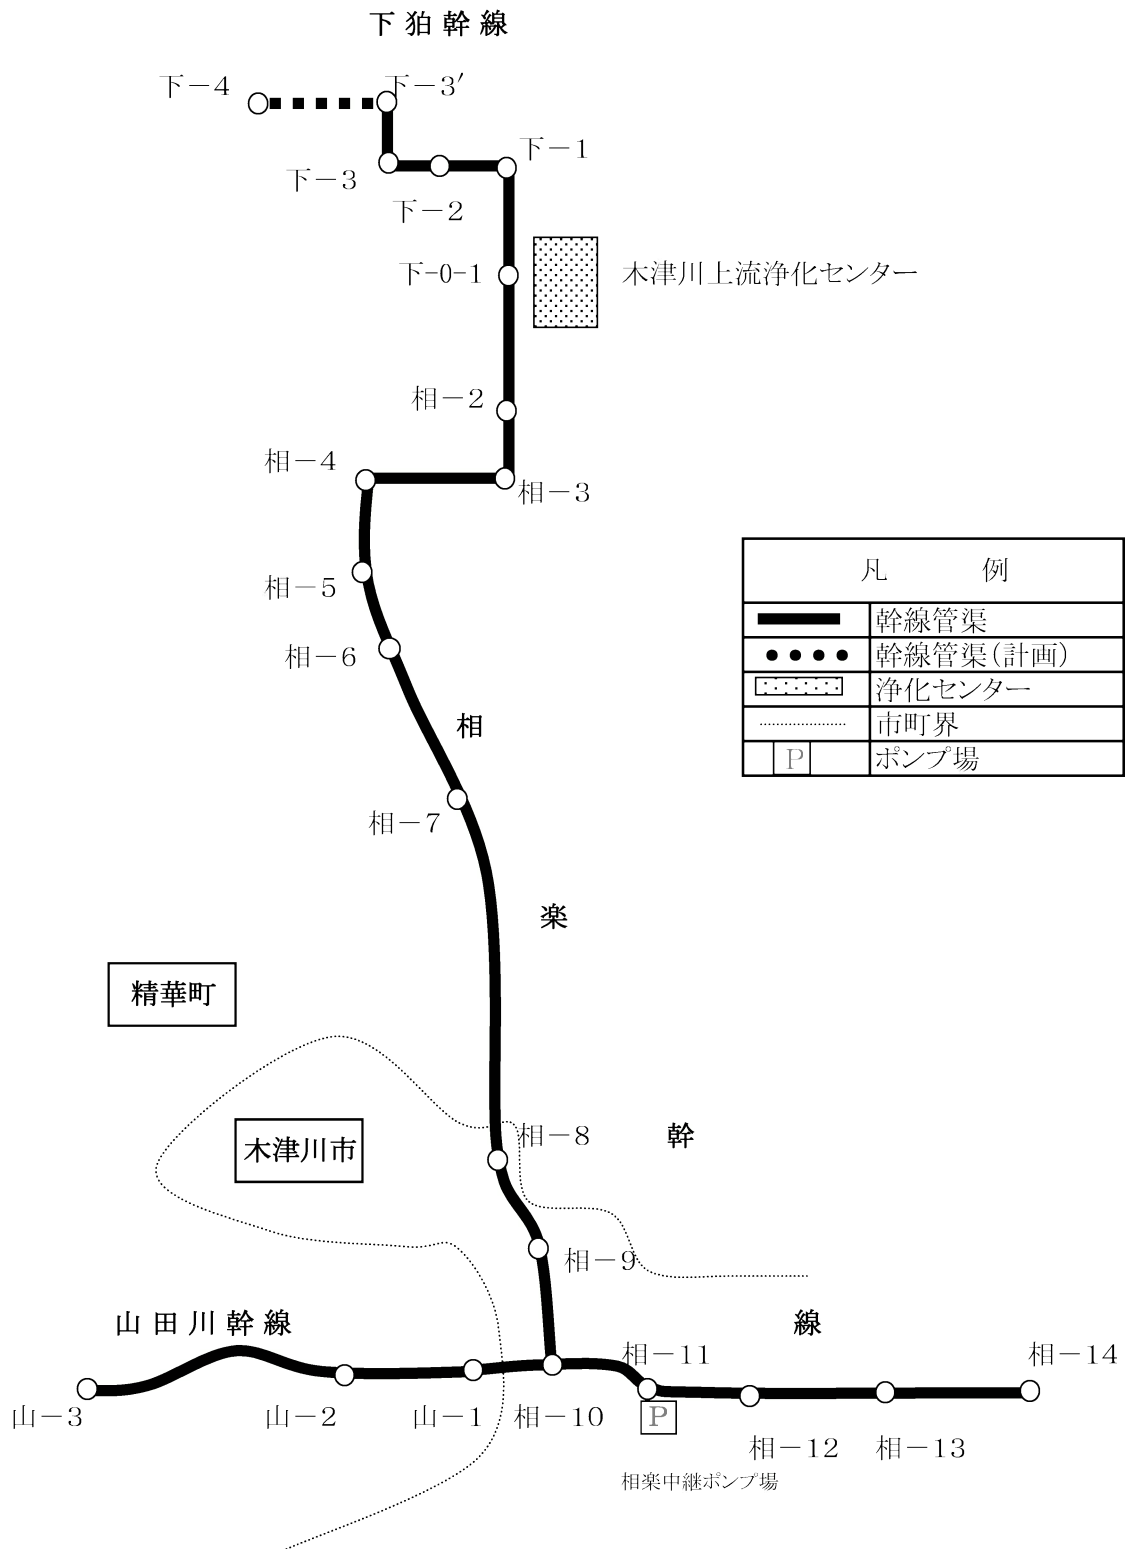 下狛幹線
下－4
下－3′
下－1
下－3
下－2
下-0-1
木津川上流浄化センター
相－2
相－4
相－3
凡　例
幹線管渠
幹線管渠（計画）
浄化センター
市町界
P
ポンプ場
相－5
相－6
相
相－7
楽
精華町
相－8
幹
木津川市
相－9
山田川幹線
線
相－11
相－14
山－3
山－2
山－1
相－10
P
相－12
相－13
相楽中継ポンプ場